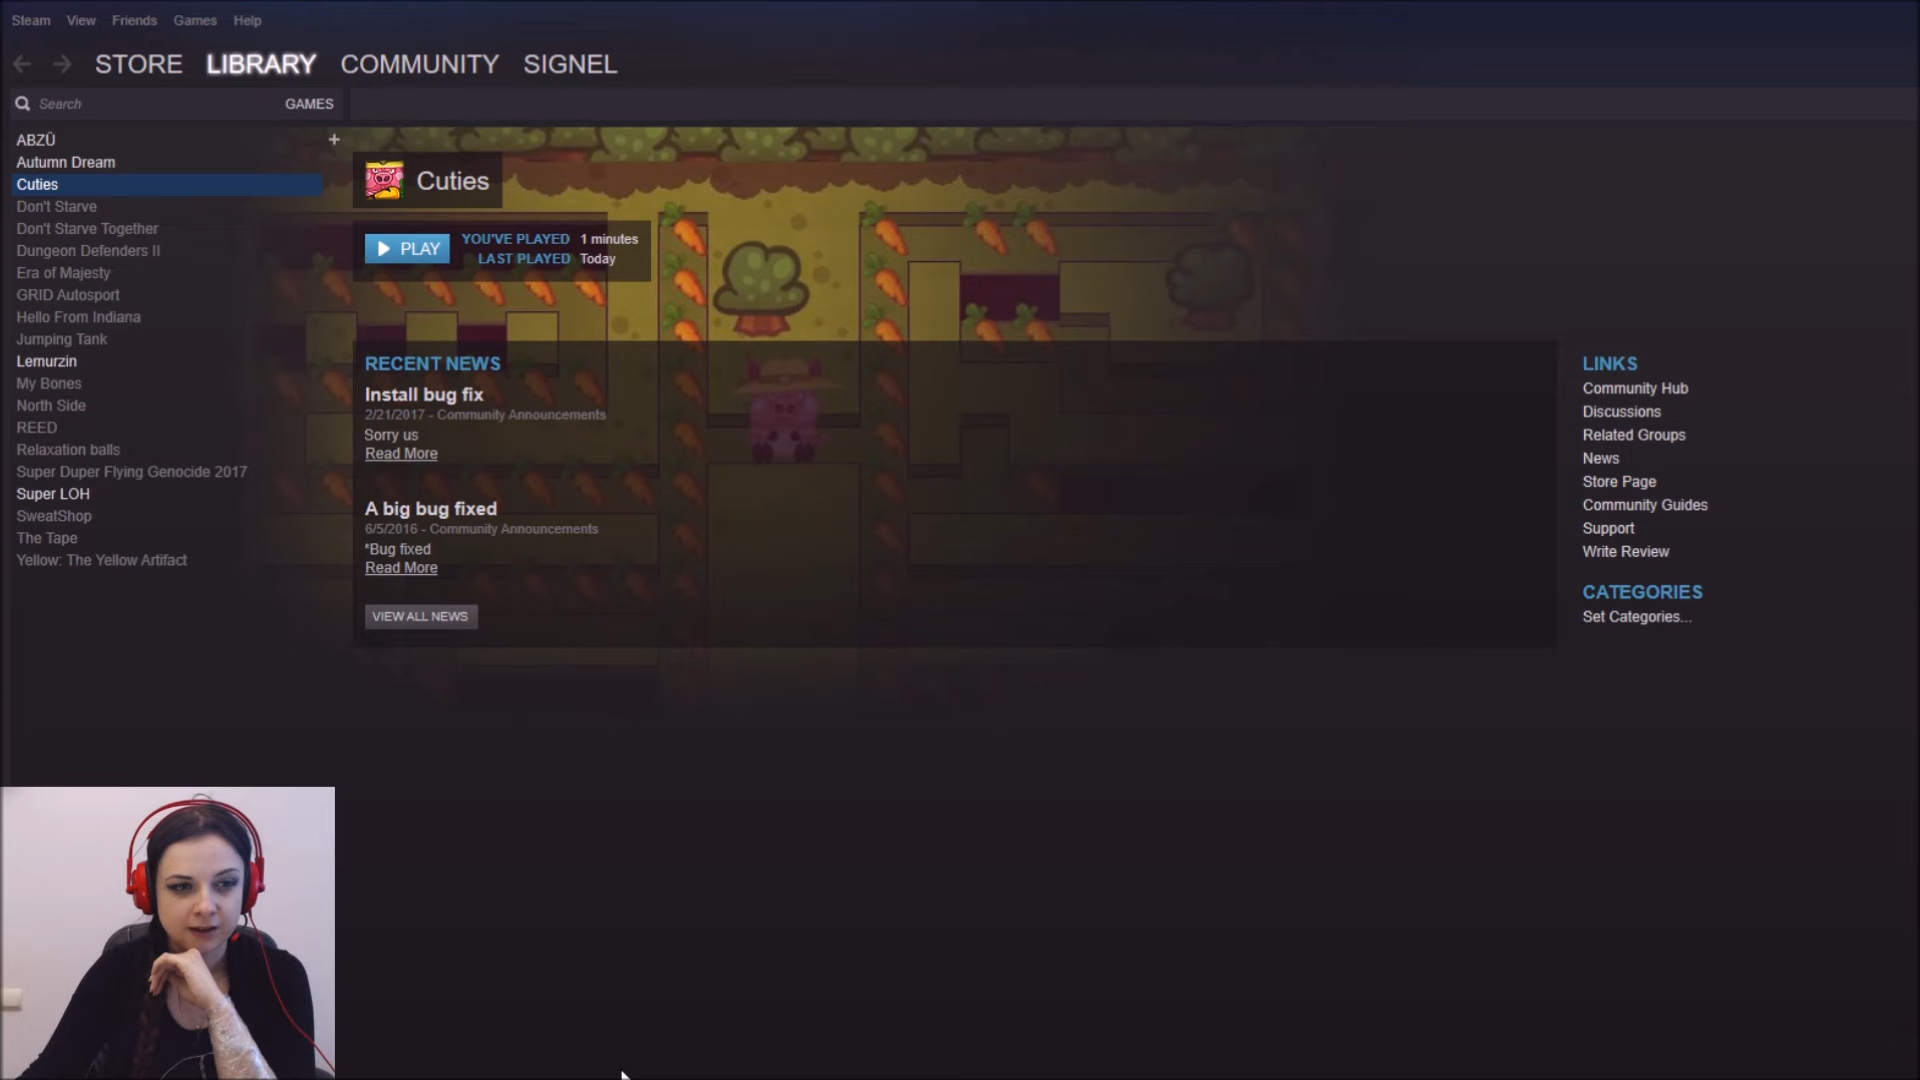 Steam View Friends Games Help
STORE LIBRARY COMMUNITY SIGNEL
Search GAMES
ABZÛ +
Autumn Dream
Cuties
Don't Starve
Don't Starve Together
Dungeon Defenders II
Era of Majesty
GRID Autosport
Hello From Indiana
Jumping Tank
Lemurzin
My Bones
North Side
REED
Relaxation balls
Super Duper Flying Genocide 2017
Super LOH
SweatShop
The Tape
Yellow: The Yellow Artifact
Cuties
PLAY
YOU'VE PLAYED 1 minutes
LAST PLAYED Today
RECENT NEWS
Install bug fix
2/21/2017 - Community Announcements
Sorry us
Read More
A big bug fixed
6/5/2016 - Community Announcements
*Bug fixed
Read More
VIEW ALL NEWS
LINKS
Community Hub
Discussions
Related Groups
News
Store Page
Community Guides
Support
Write Review
CATEGORIES
Set Categories...